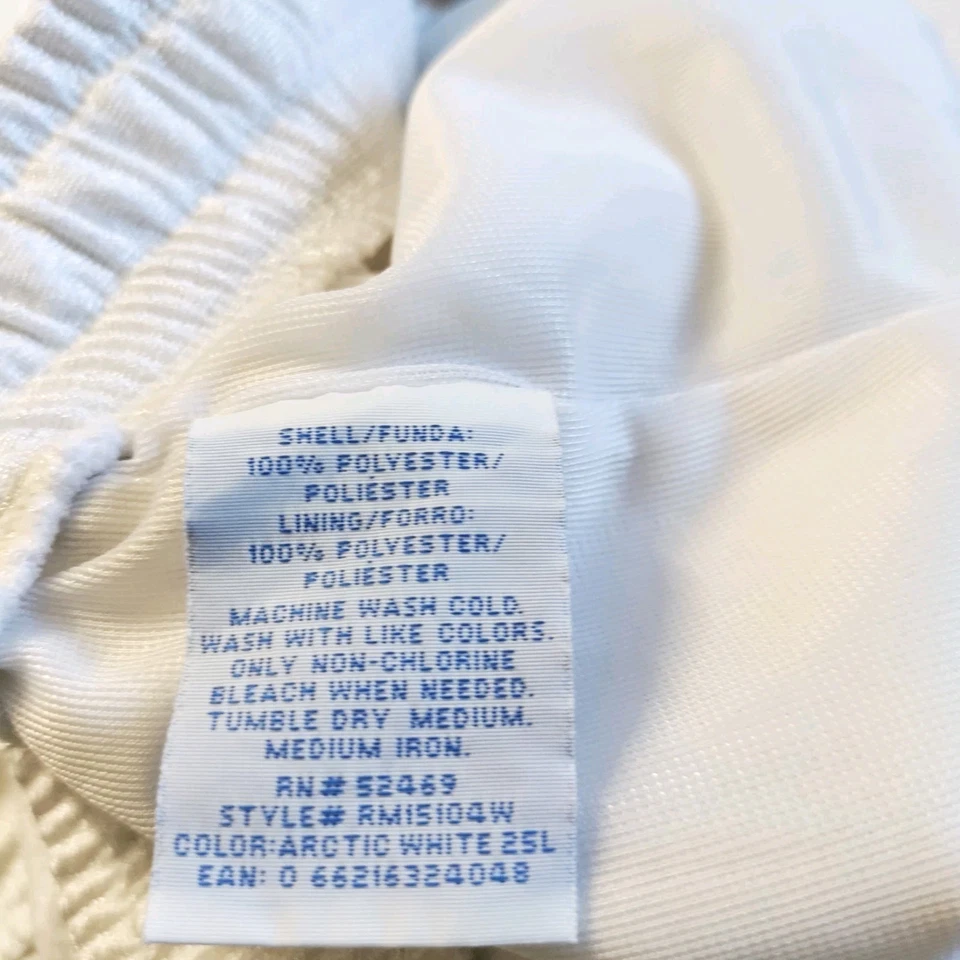 SHELL/FUNDA:
100% POLYESTER/
POLIÉSTER
LINING/FORRO:
100% POLYESTER/
POLIÉSTER
MACHINE WASH COLD.
WASH WITH LIKE COLORS.
ONLY NON-CHLORINE
BLEACH WHEN NEEDED.
TUMBLE DRY MEDIUM.
MEDIUM IRON.
RN# 52469
STYLE# RM15104W
COLOR:ARCTIC WHITE 25L
EAN: 0 66216324048